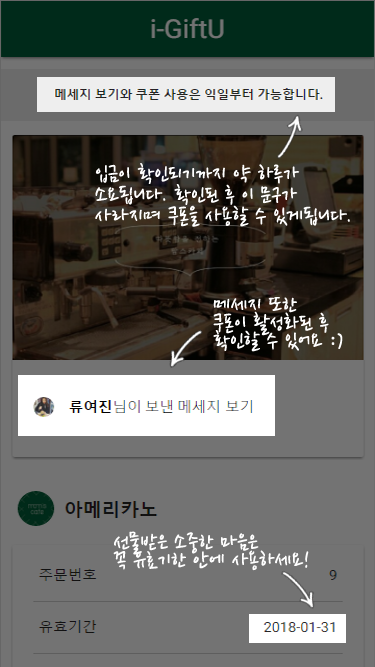 i-GiftU
메세지 보기와 쿠폰 사용은 익일부터 가능합니다.
입금이 확인되기까지 약 하루가
소요됩니다. 확인된 후 이 문구가
사라지며 쿠폰을 사용할 수 있게됩니다.
메세지 또한
쿠폰이 활성화된 후
확인할 수 있어요 :)
류여진님이 보낸 메세지 보기
아메리카노
선물받은 소중한 마음은
꼭 유효기한 안에 사용하세요!
주문번호 9
유효기간 2018-01-31